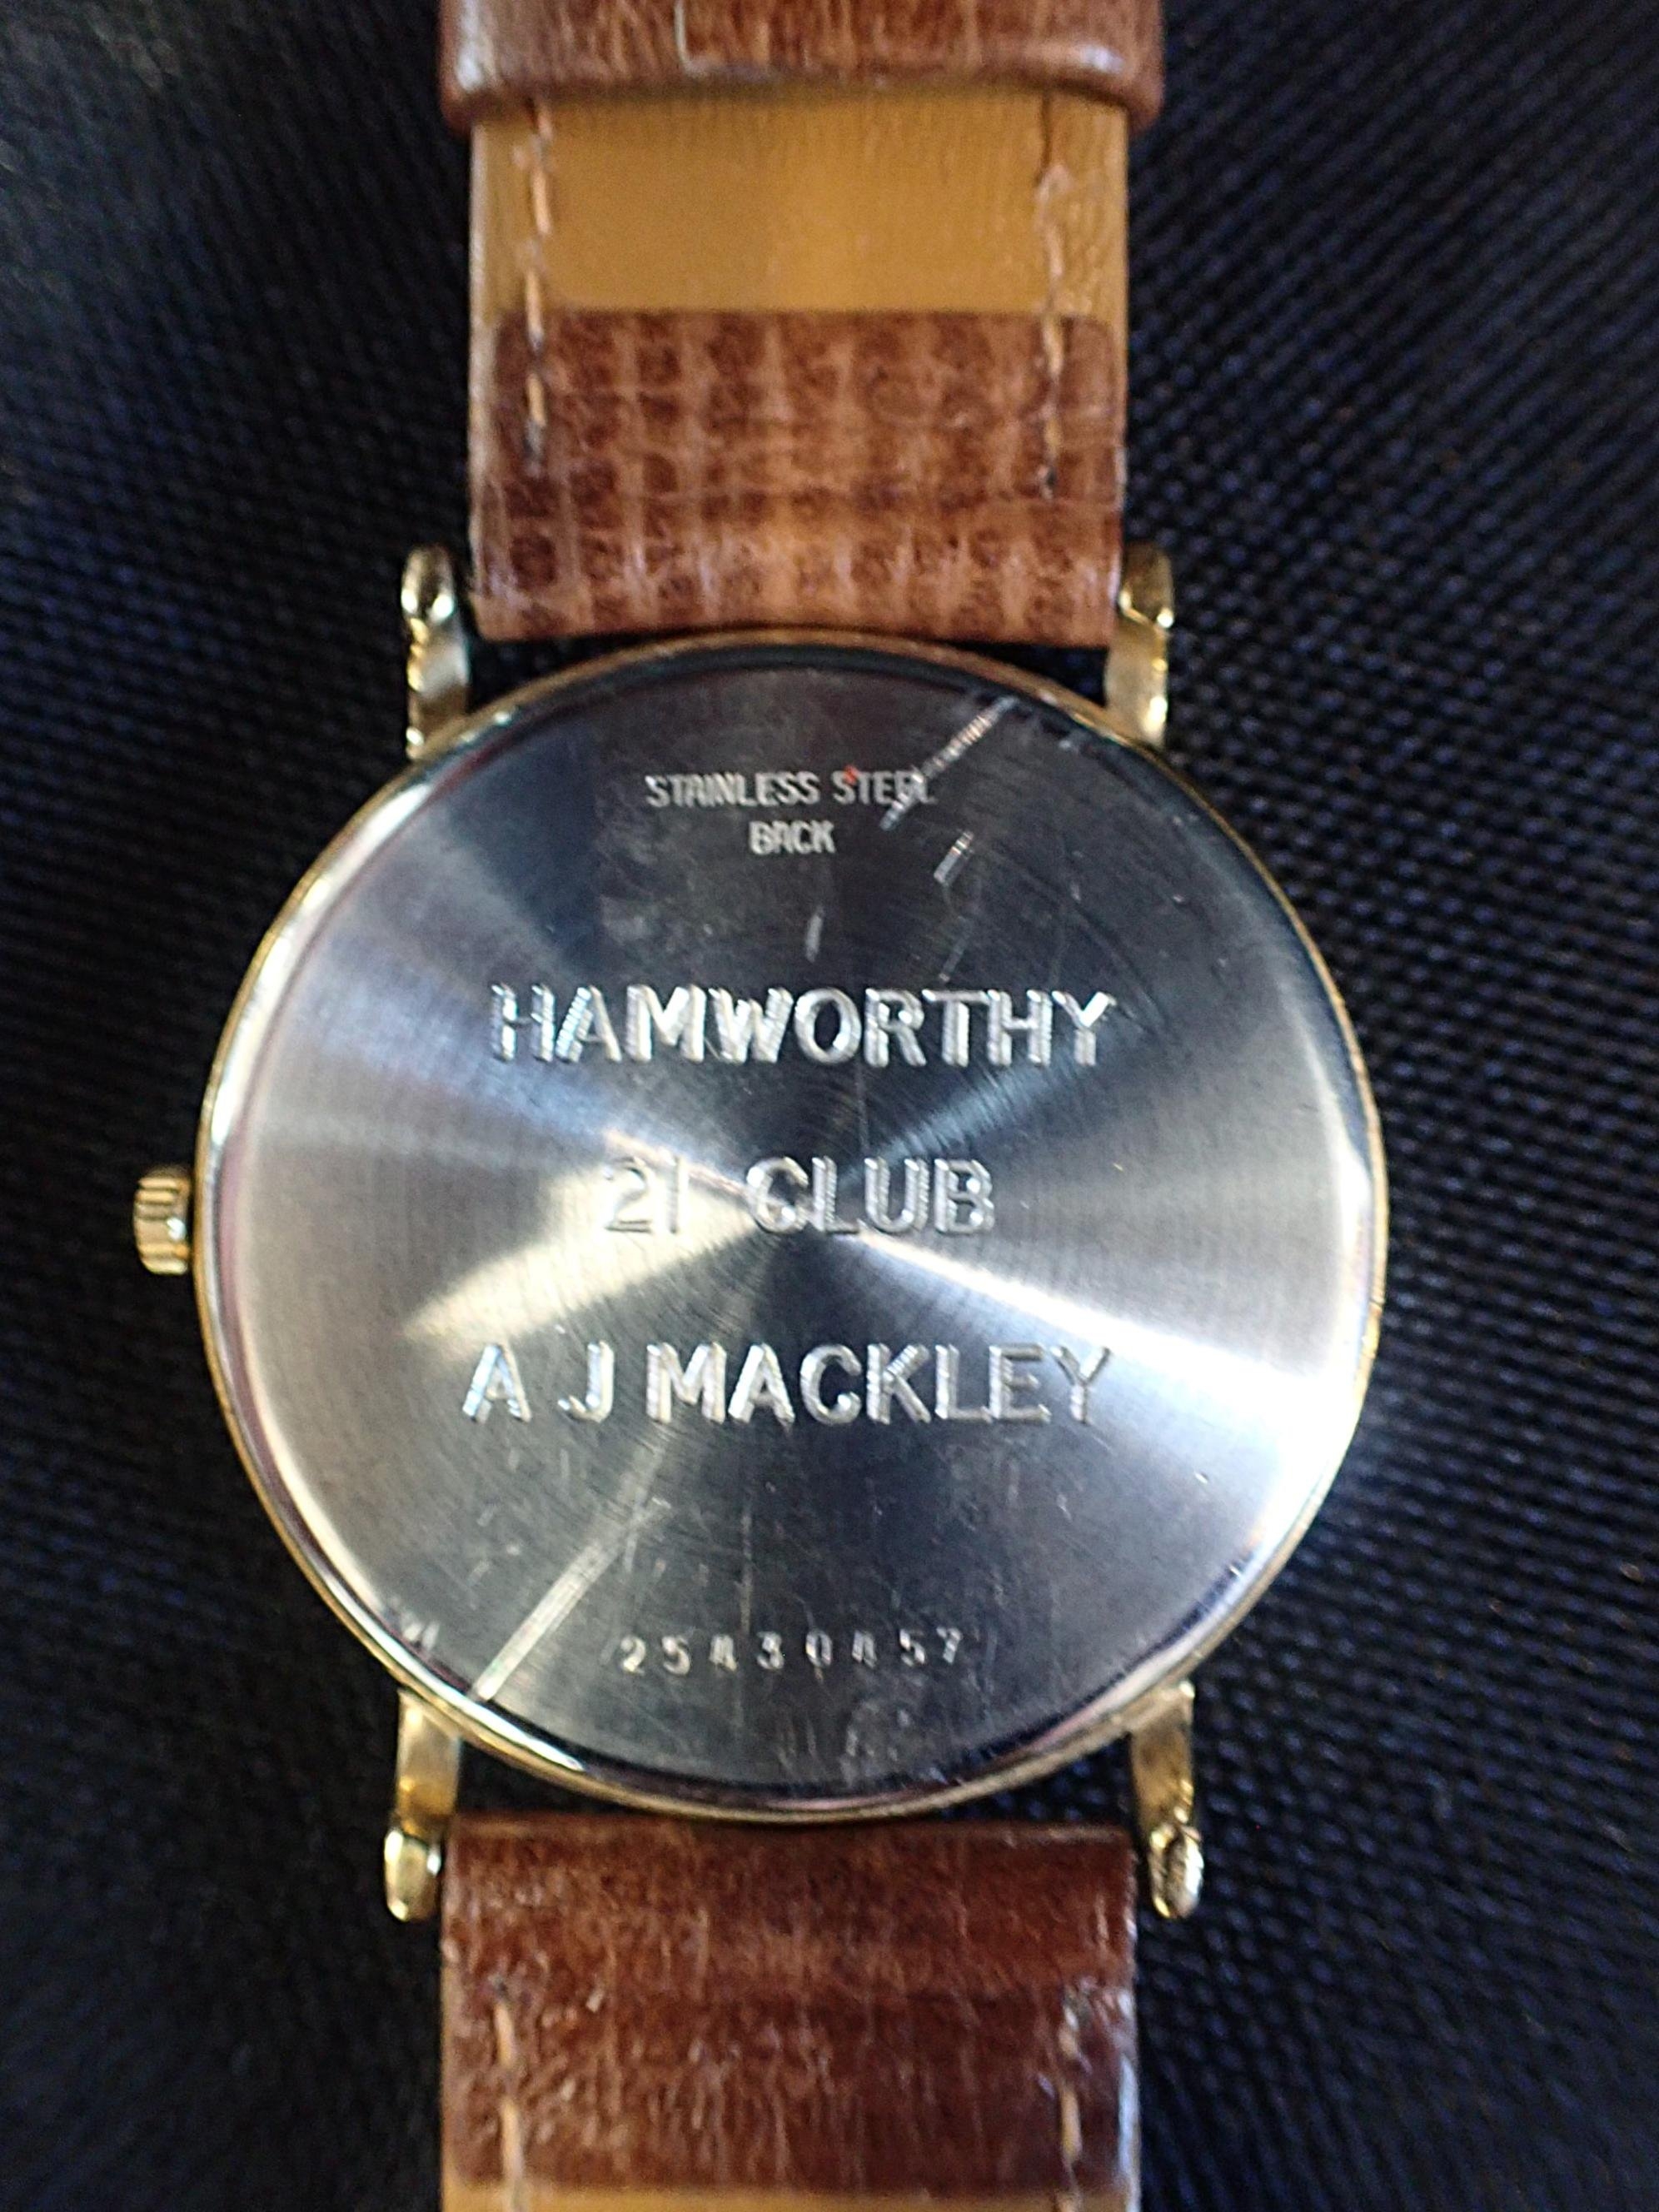 STAINLESS STEEL
BACK
HAMWORTHY
21 CLUB
A J MACKLEY
25430457